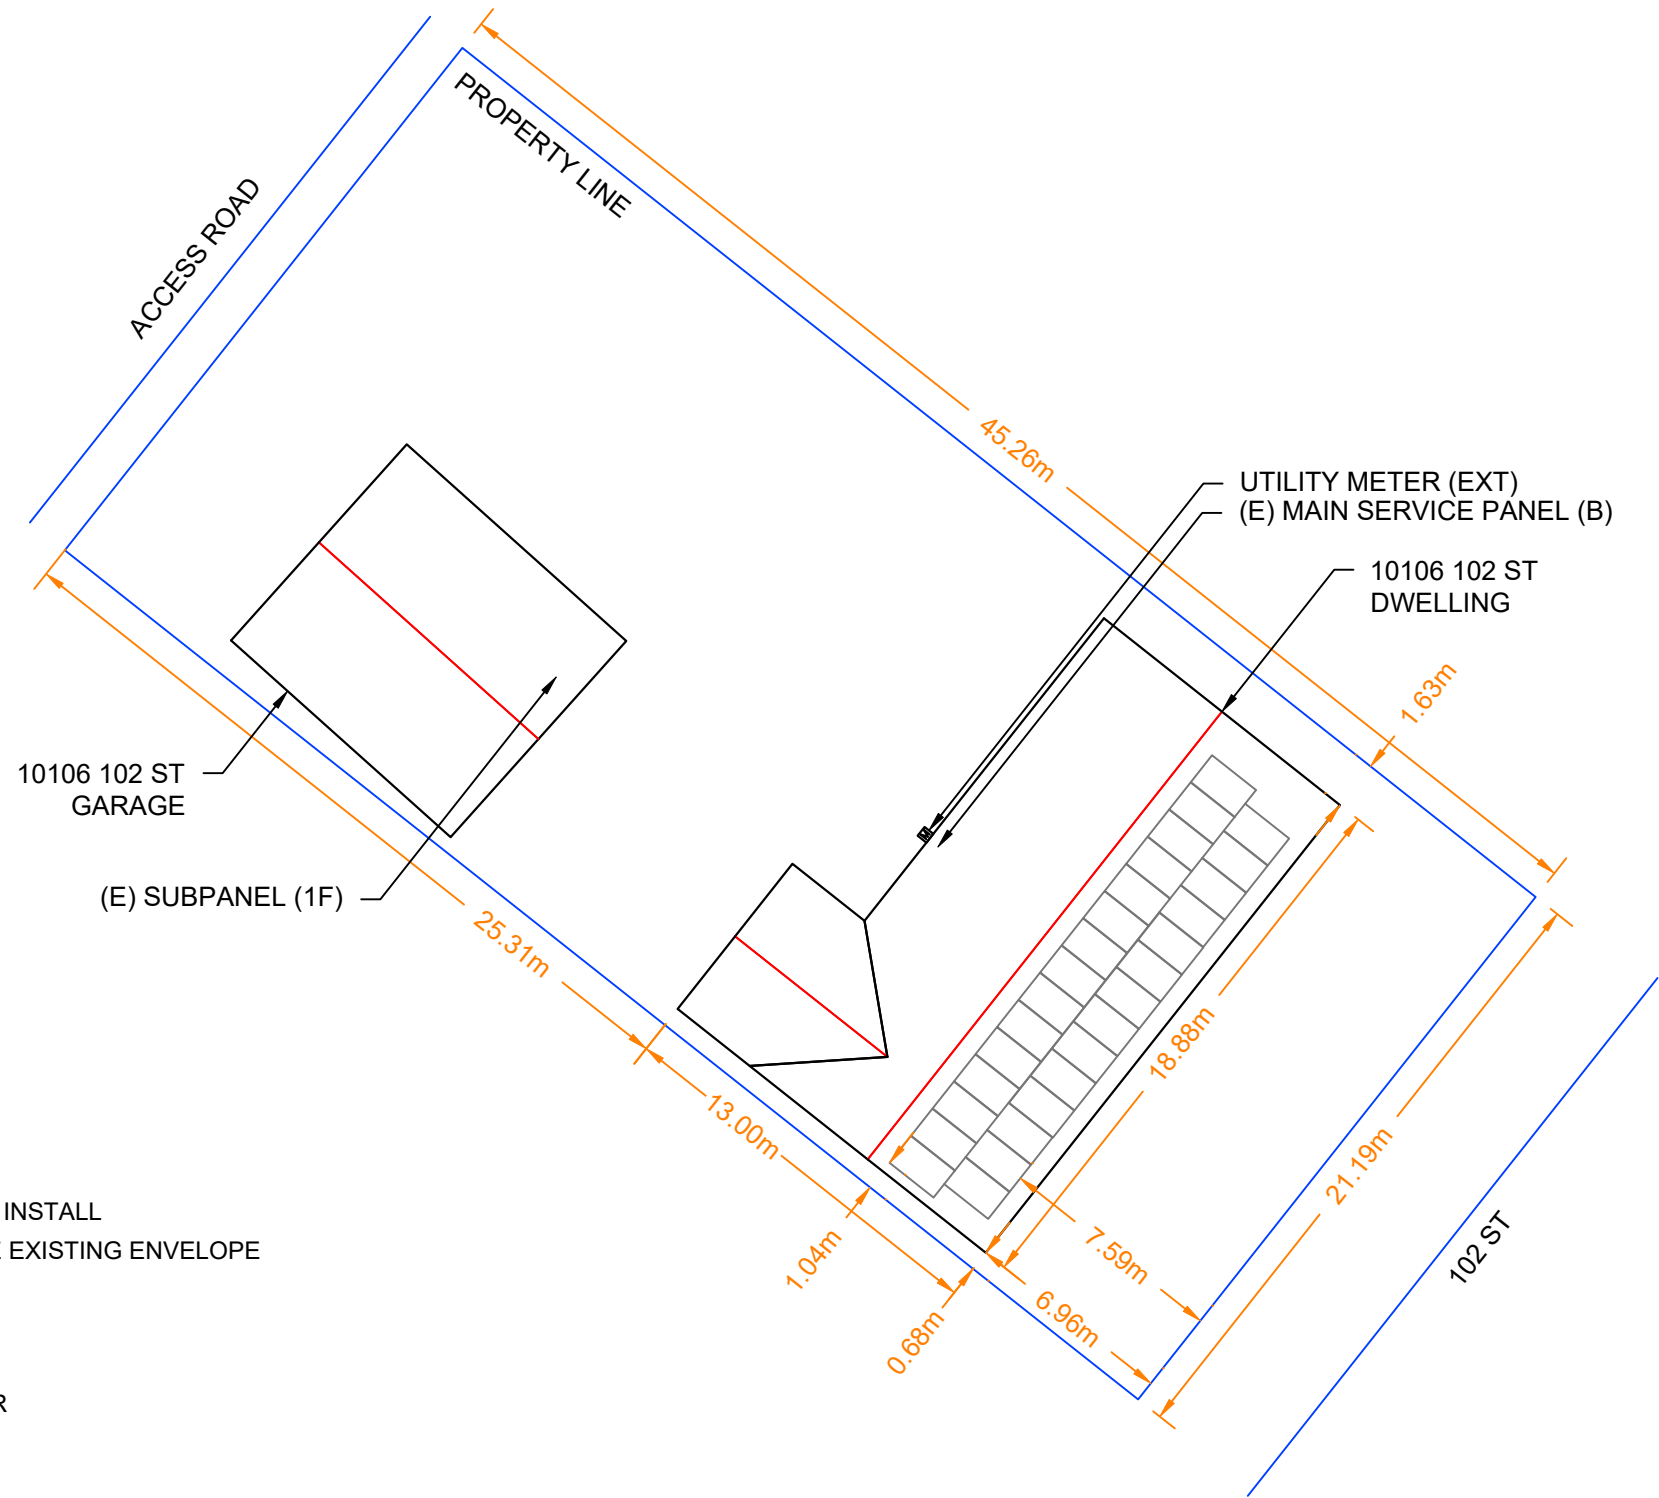 PROPERTY LINE
ACCESS ROAD
45.26m
UTILITY METER (EXT)
(E) MAIN SERVICE PANEL (B)
10106 102 ST
DWELLING
1.63m
10106 102 ST
GARAGE
(E) SUBPANEL (1F)
25.31m
18.88m
13.00m
21.19m
INSTALL
EXISTING ENVELOPE
1.04m
7.59m
102 ST
0.68m
6.96m
R